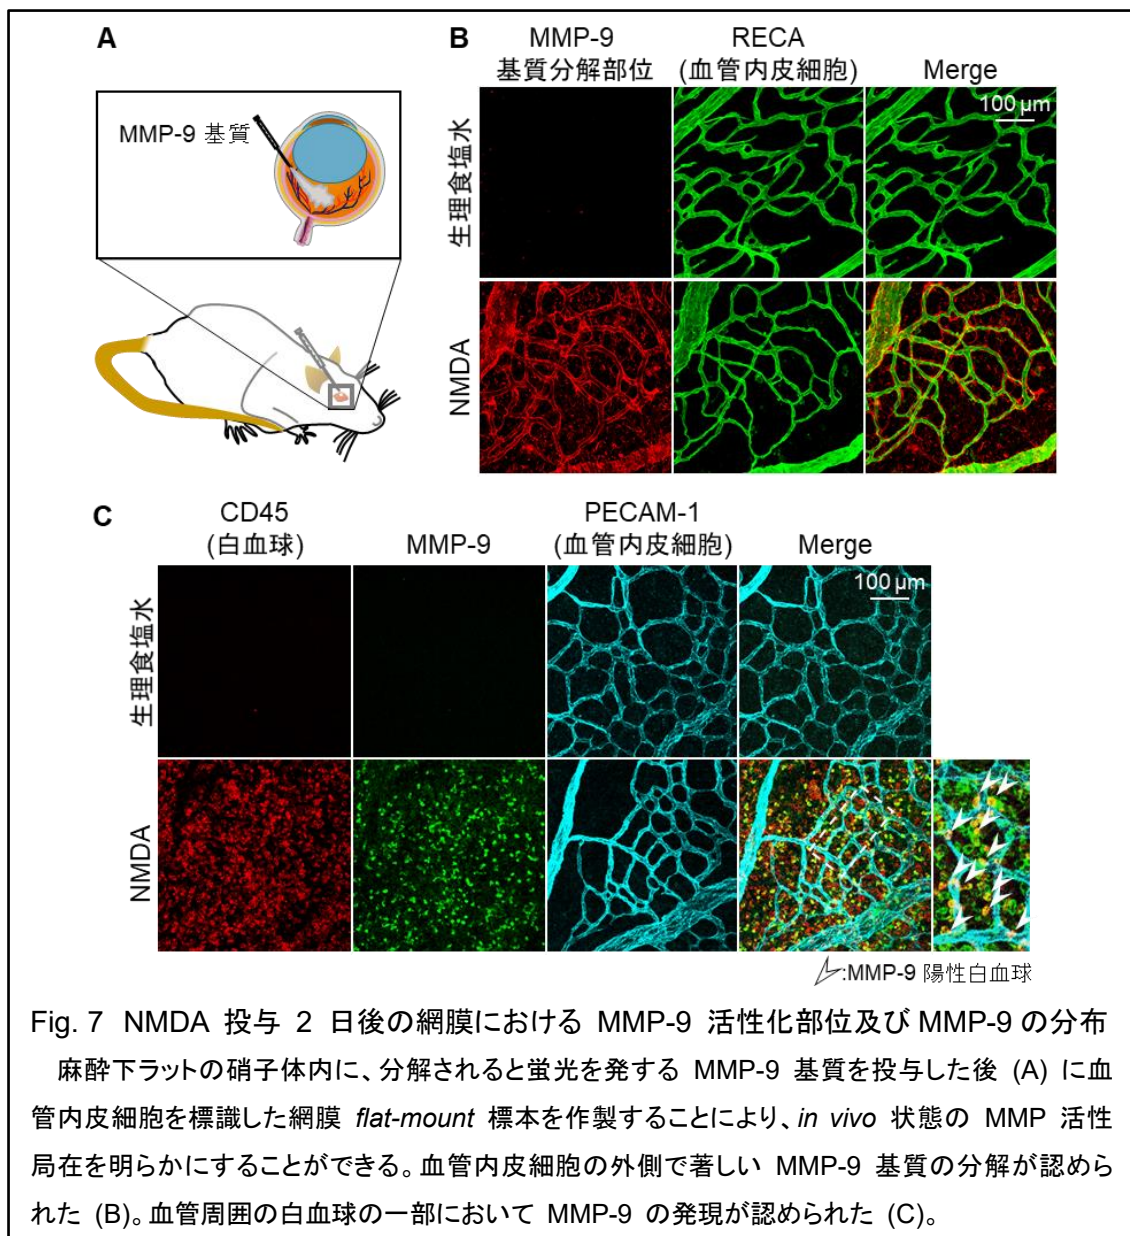 A
MMP-9 基質
B
MMP-9
基質分解部位
RECA
(血管内皮細胞)
Merge
100 µm
生理食塩水
NMDA
C
CD45
(白血球)
MMP-9
PECAM-1
(血管内皮細胞)
Merge
100 µm
生理食塩水
NMDA
:MMP-9 陽性白血球
Fig. 7 NMDA 投与 2 日後の網膜における MMP-9 活性化部位及び MMP-9 の分布
麻酔下ラットの硝子体内に、分解されると蛍光を発する MMP-9 基質を投与した後 (A) に血
管内皮細胞を標識した網膜 flat-mount 標本を作製することにより、in vivo 状態の MMP 活性
局在を明らかにすることができる。血管内皮細胞の外側で著しい MMP-9 基質の分解が認めら
れた (B)。血管周囲の白血球の一部において MMP-9 の発現が認められた (C)。